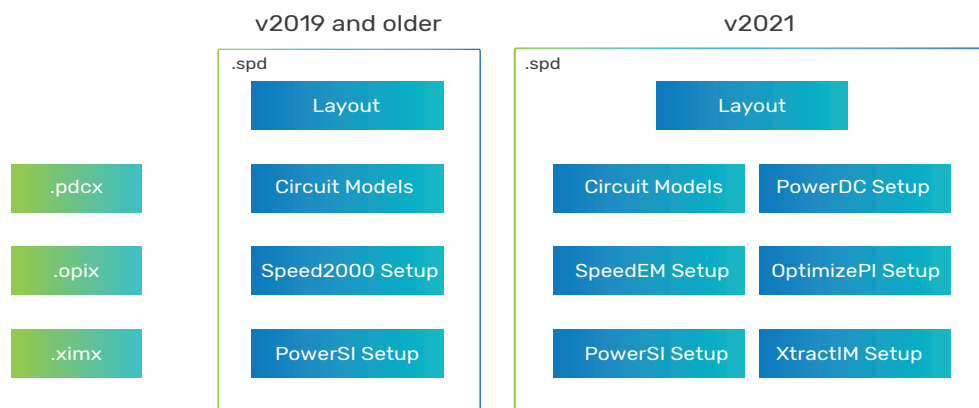 v2019 and older
v2021
.spd
.spd
Layout
Layout
.pdcx
Circuit Models
Circuit Models
PowerDC Setup
.opix
Speed2000 Setup
SpeedEM Setup
OptimizePI Setup
.ximx
PowerSI Setup
PowerSI Setup
XtractIM Setup